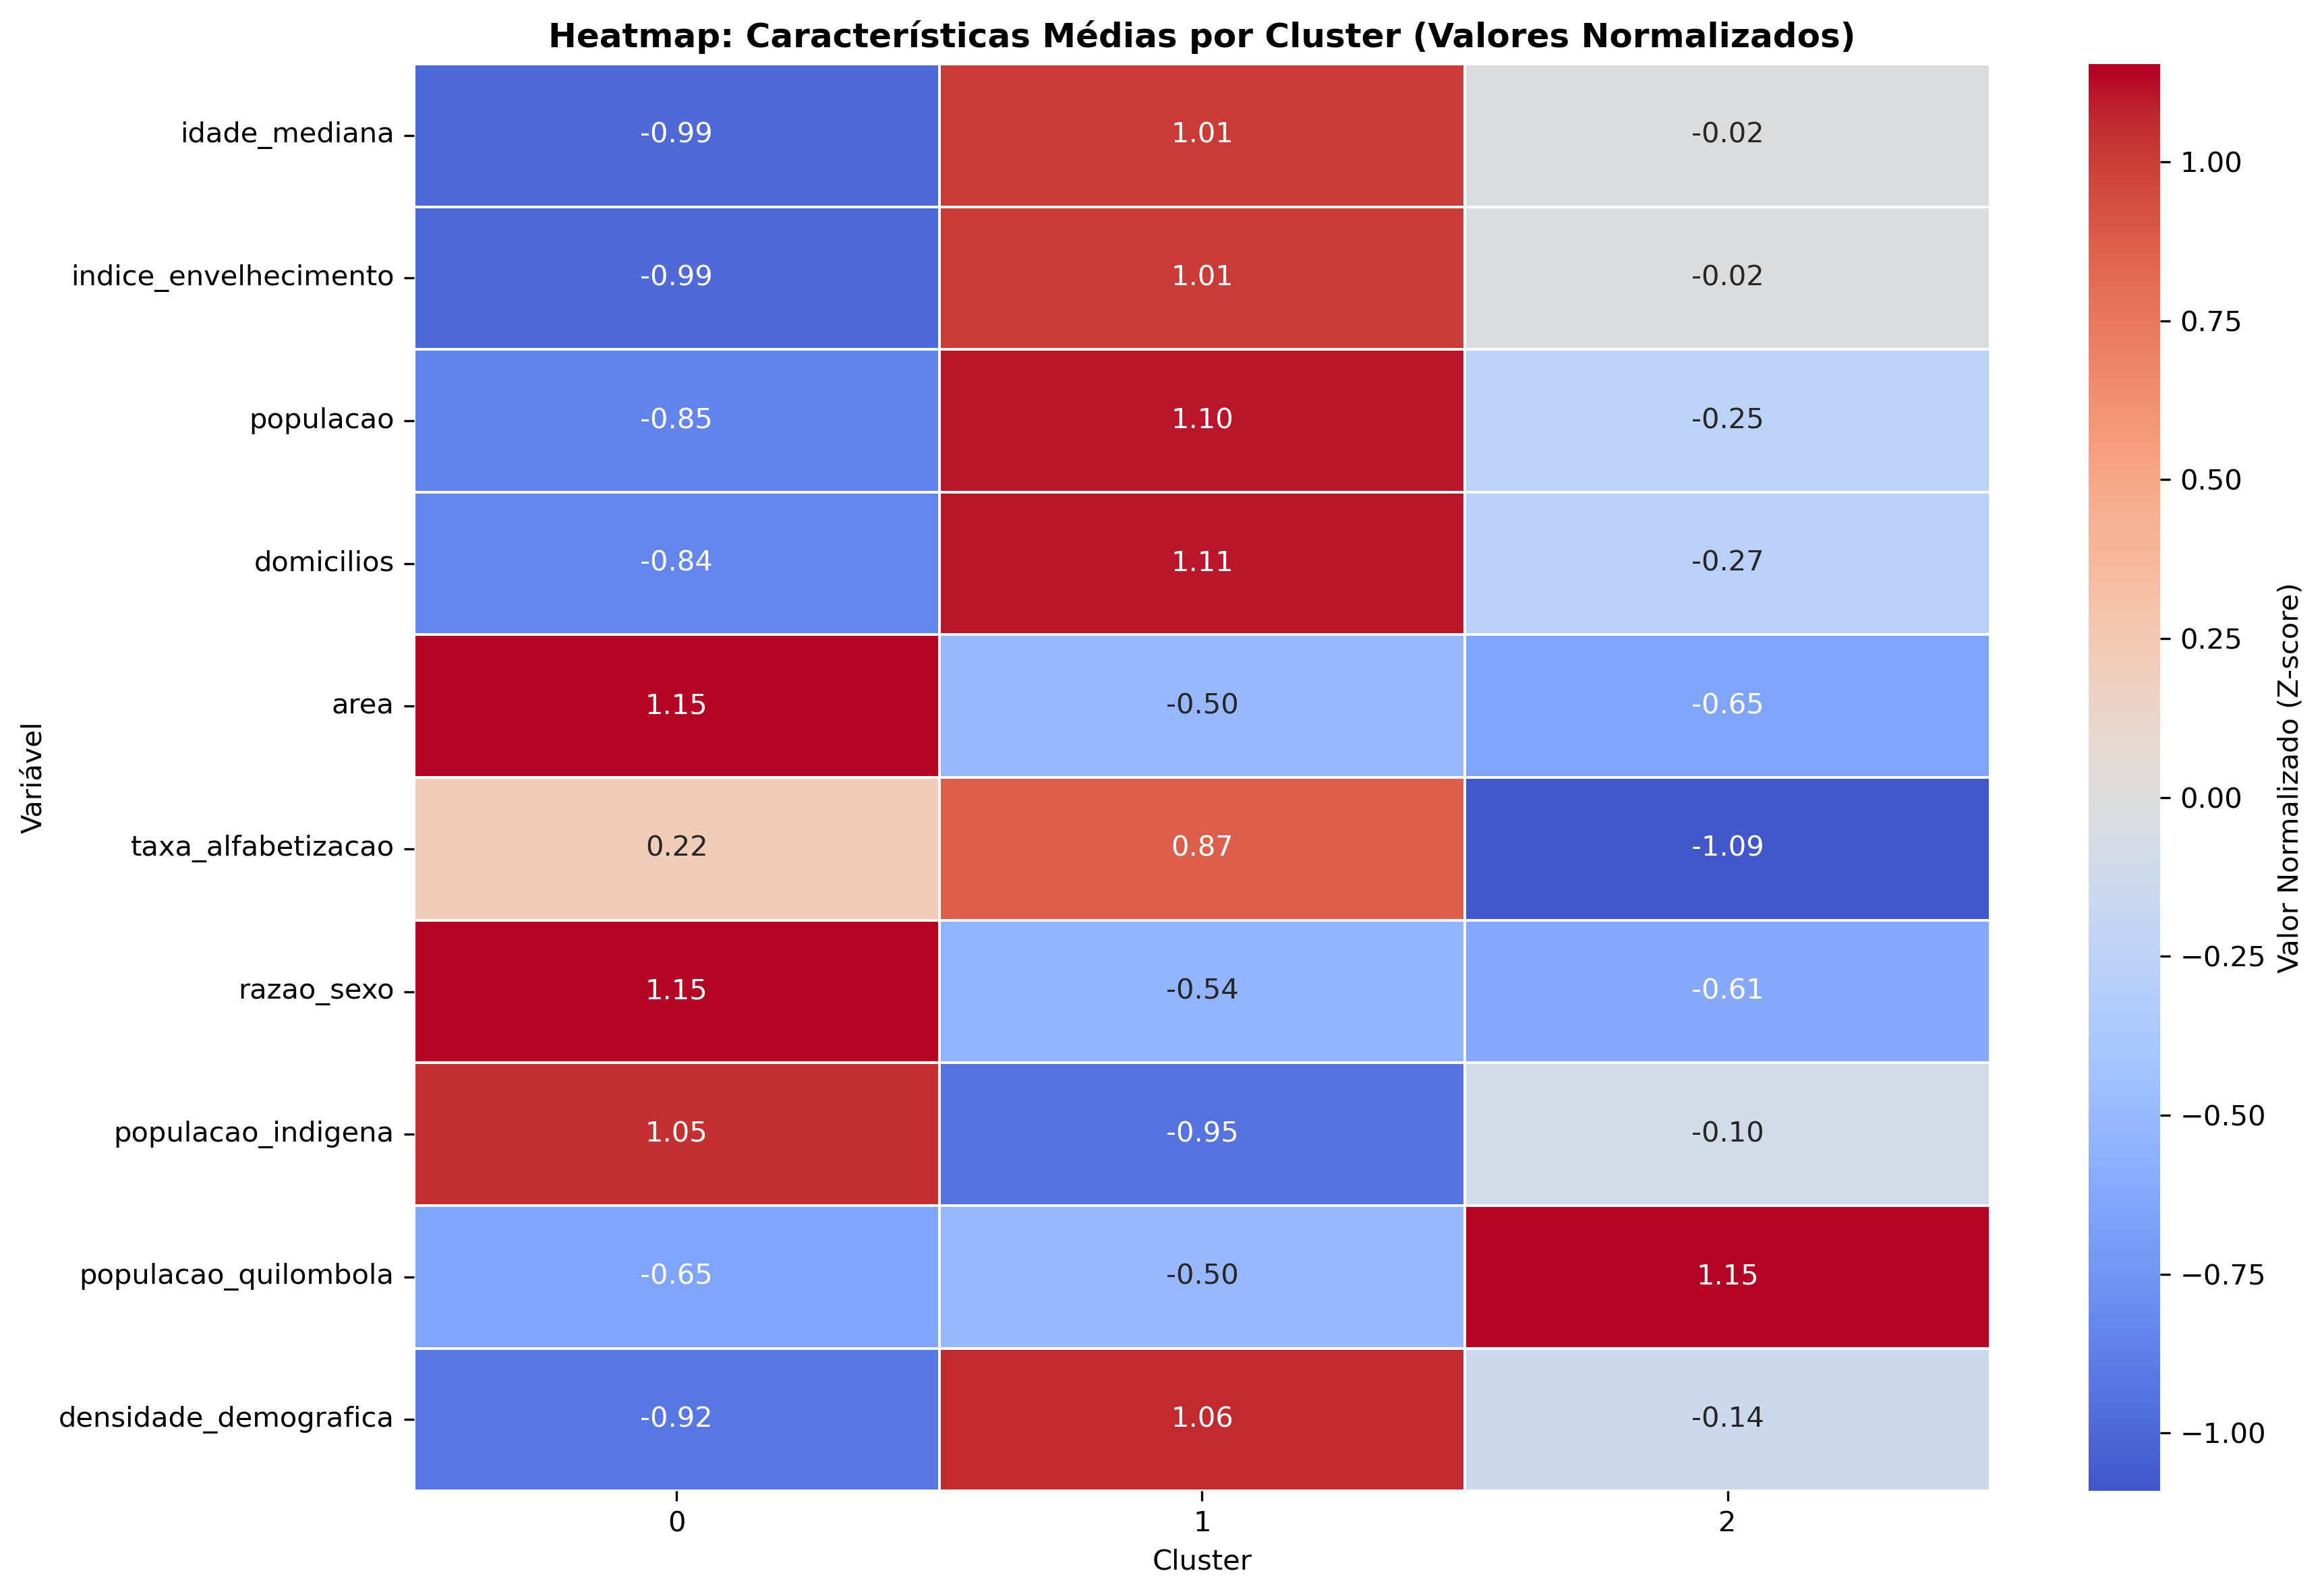 Heatmap: Características Médias por Cluster (Valores Normalizados)
Variável
idade_mediana -0.99 1.01 -0.02
indice_envelhecimento -0.99 1.01 -0.02
populacao -0.85 1.10 -0.25
domicilios -0.84 1.11 -0.27
area 1.15 -0.50 -0.65
taxa_alfabetizacao 0.22 0.87 -1.09
razao_sexo 1.15 -0.54 -0.61
populacao_indigena 1.05 -0.95 -0.10
populacao_quilombola -0.65 -0.50 1.15
densidade_demografica -0.92 1.06 -0.14
0 1 2
Cluster
1.00
0.75
0.50
0.25
0.00
−0.25
−0.50
−0.75
−1.00
Valor Normalizado (Z-score)